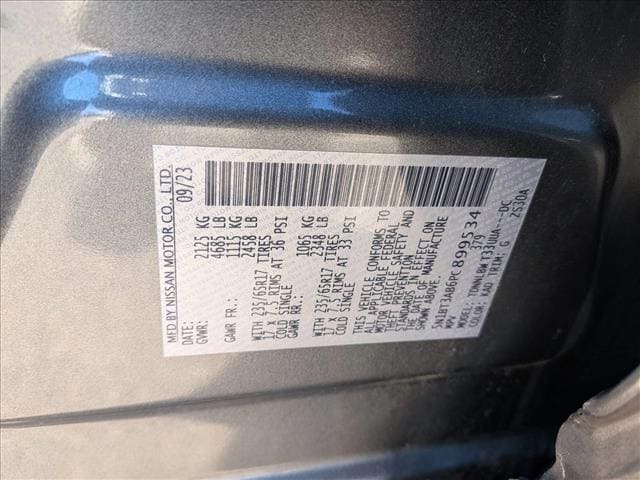 MFD BY NISSAN MOTOR CO., LTD.
DATE: 09/23
GVWR: 2125 KG
4685 LB
GAWR FR.: 1115 KG
2458 LB
WITH 235/65R17 TIRES
17 X 7.5 RIMS AT 36 PSI
COLD SINGLE
GAWR RR.: 1065 KG
2348 LB
WITH 235/65R17 TIRES
17 X 7.5 RIMS AT 33 PSI
COLD SINGLE
THIS VEHICLE CONFORMS TO
ALL APPLICABLE FEDERAL
MOTOR VEHICLE SAFETY AND
THEFT PREVENTION
STANDARDS IN EFFECT ON
THE DATE OF MANUFACTURE
SHOWN ABOVE.
5N1BT3AB6PC899534
MPV 379
MODEL: DC
COLOR: KAD TRIM: G ZS30A